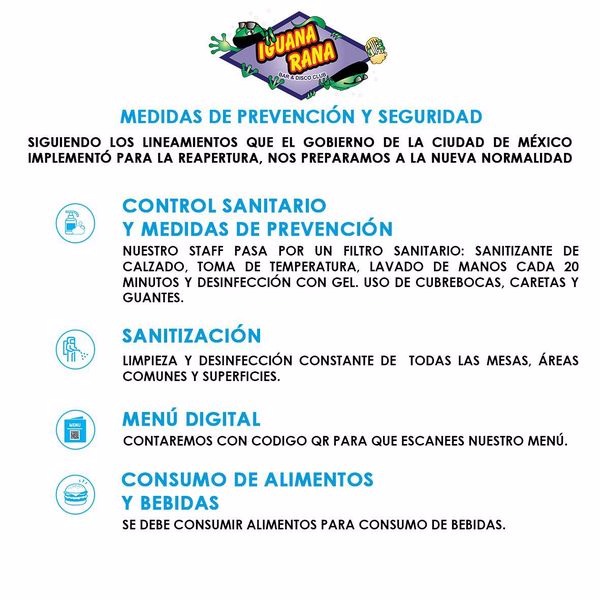 IGUANA
RANA
BAR & DISCO CLUB
MEDIDAS DE PREVENCIÓN Y SEGURIDAD
SIGUIENDO LOS LINEAMIENTOS QUE EL GOBIERNO DE LA CIUDAD DE MÉXICO
IMPLEMENTÓ PARA LA REAPERTURA, NOS PREPARAMOS A LA NUEVA NORMALIDAD
CONTROL SANITARIO
Y MEDIDAS DE PREVENCIÓN
NUESTRO STAFF PASA POR UN FILTRO SANITARIO: SANITIZANTE DE
CALZADO, TOMA DE TEMPERATURA, LAVADO DE MANOS CADA 20
MINUTOS Y DESINFECCIÓN CON GEL. USO DE CUBREBOCAS, CARETAS Y
GUANTES.
SANITIZACIÓN
LIMPIEZA Y DESINFECCIÓN CONSTANTE DE TODAS LAS MESAS, ÁREAS
COMUNES Y SUPERFICIES.
MENU
MENÚ DIGITAL
CONTAREMOS CON CODIGO QR PARA QUE ESCANEES NUESTRO MENÚ.
CONSUMO DE ALIMENTOS
Y BEBIDAS
SE DEBE CONSUMIR ALIMENTOS PARA CONSUMO DE BEBIDAS.